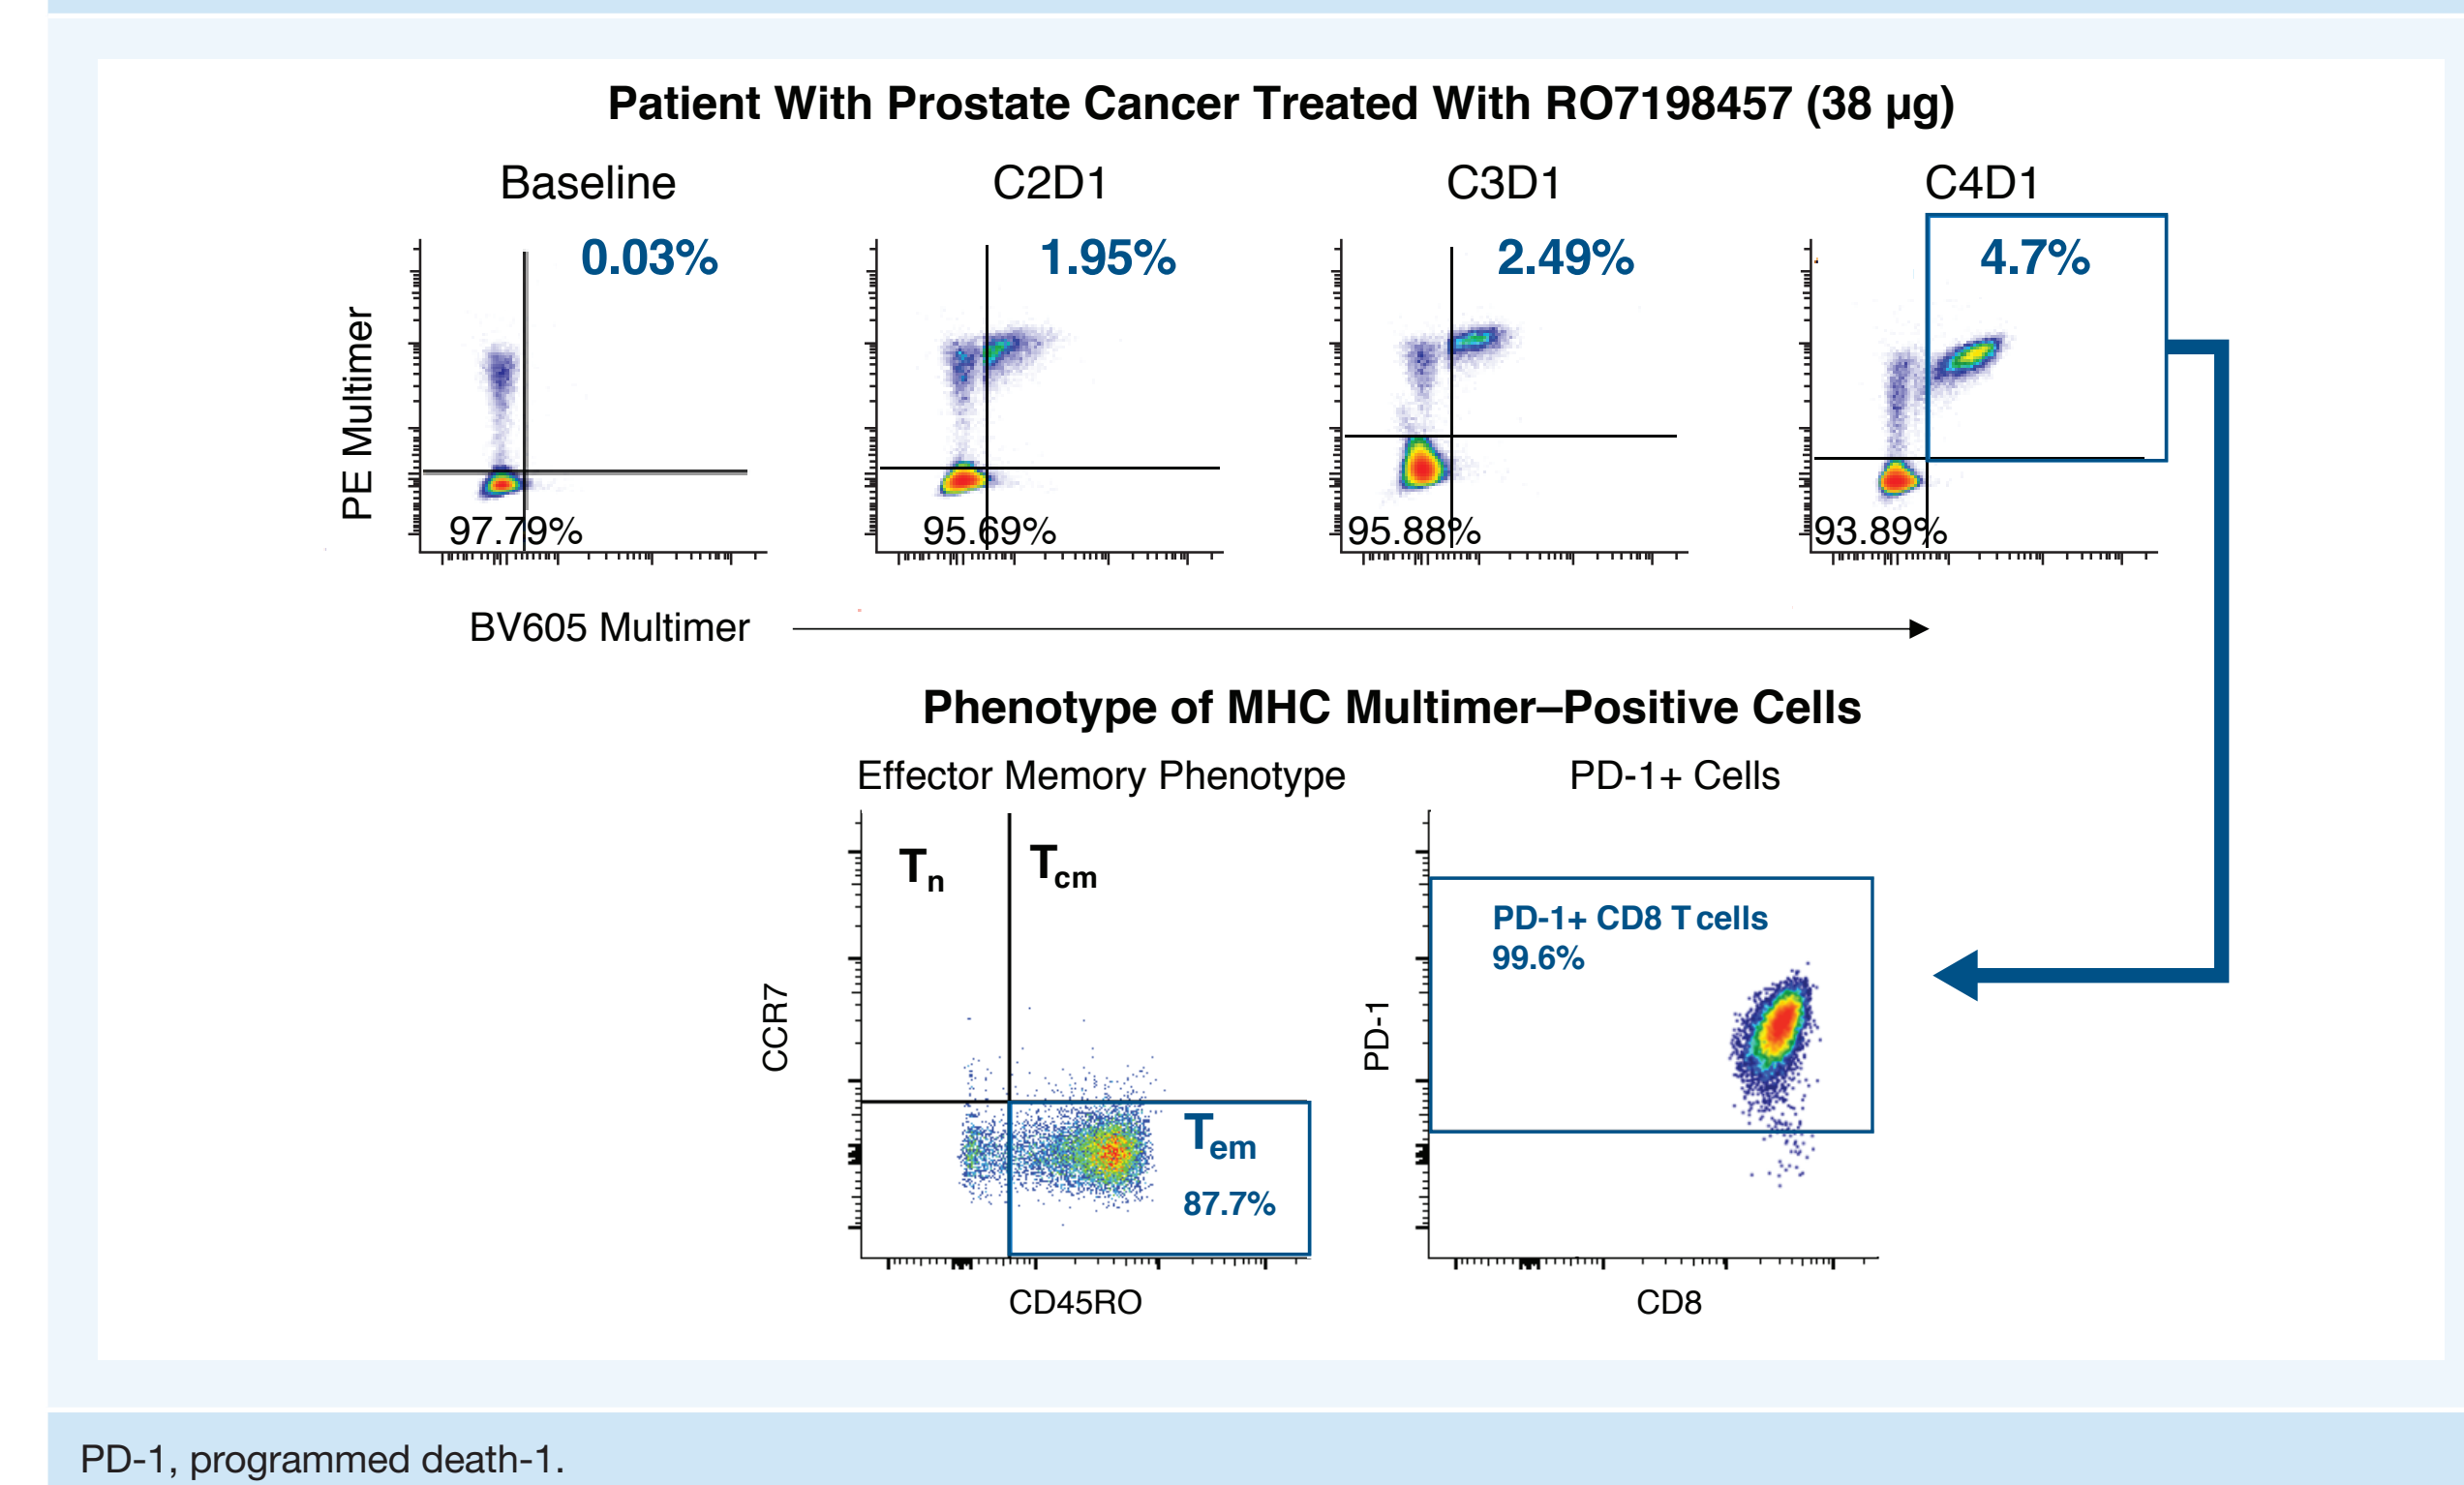 Patient With Prostate Cancer Treated With RO7198457 (38 µg)
Baseline
C2D1
C3D1
C4D1
0.03%
1.95%
2.49%
4.7%
PE Multimer
97.79%
95.69%
95.88%
93.89%
BV605 Multimer
Phenotype of MHC Multimer–Positive Cells
Effector Memory Phenotype
PD-1+ Cells
Tn
Tcm
PD-1+ CD8 T cells
99.6%
CCR7
PD-1
Tem
87.7%
CD45RO
CD8
PD-1, programmed death-1.